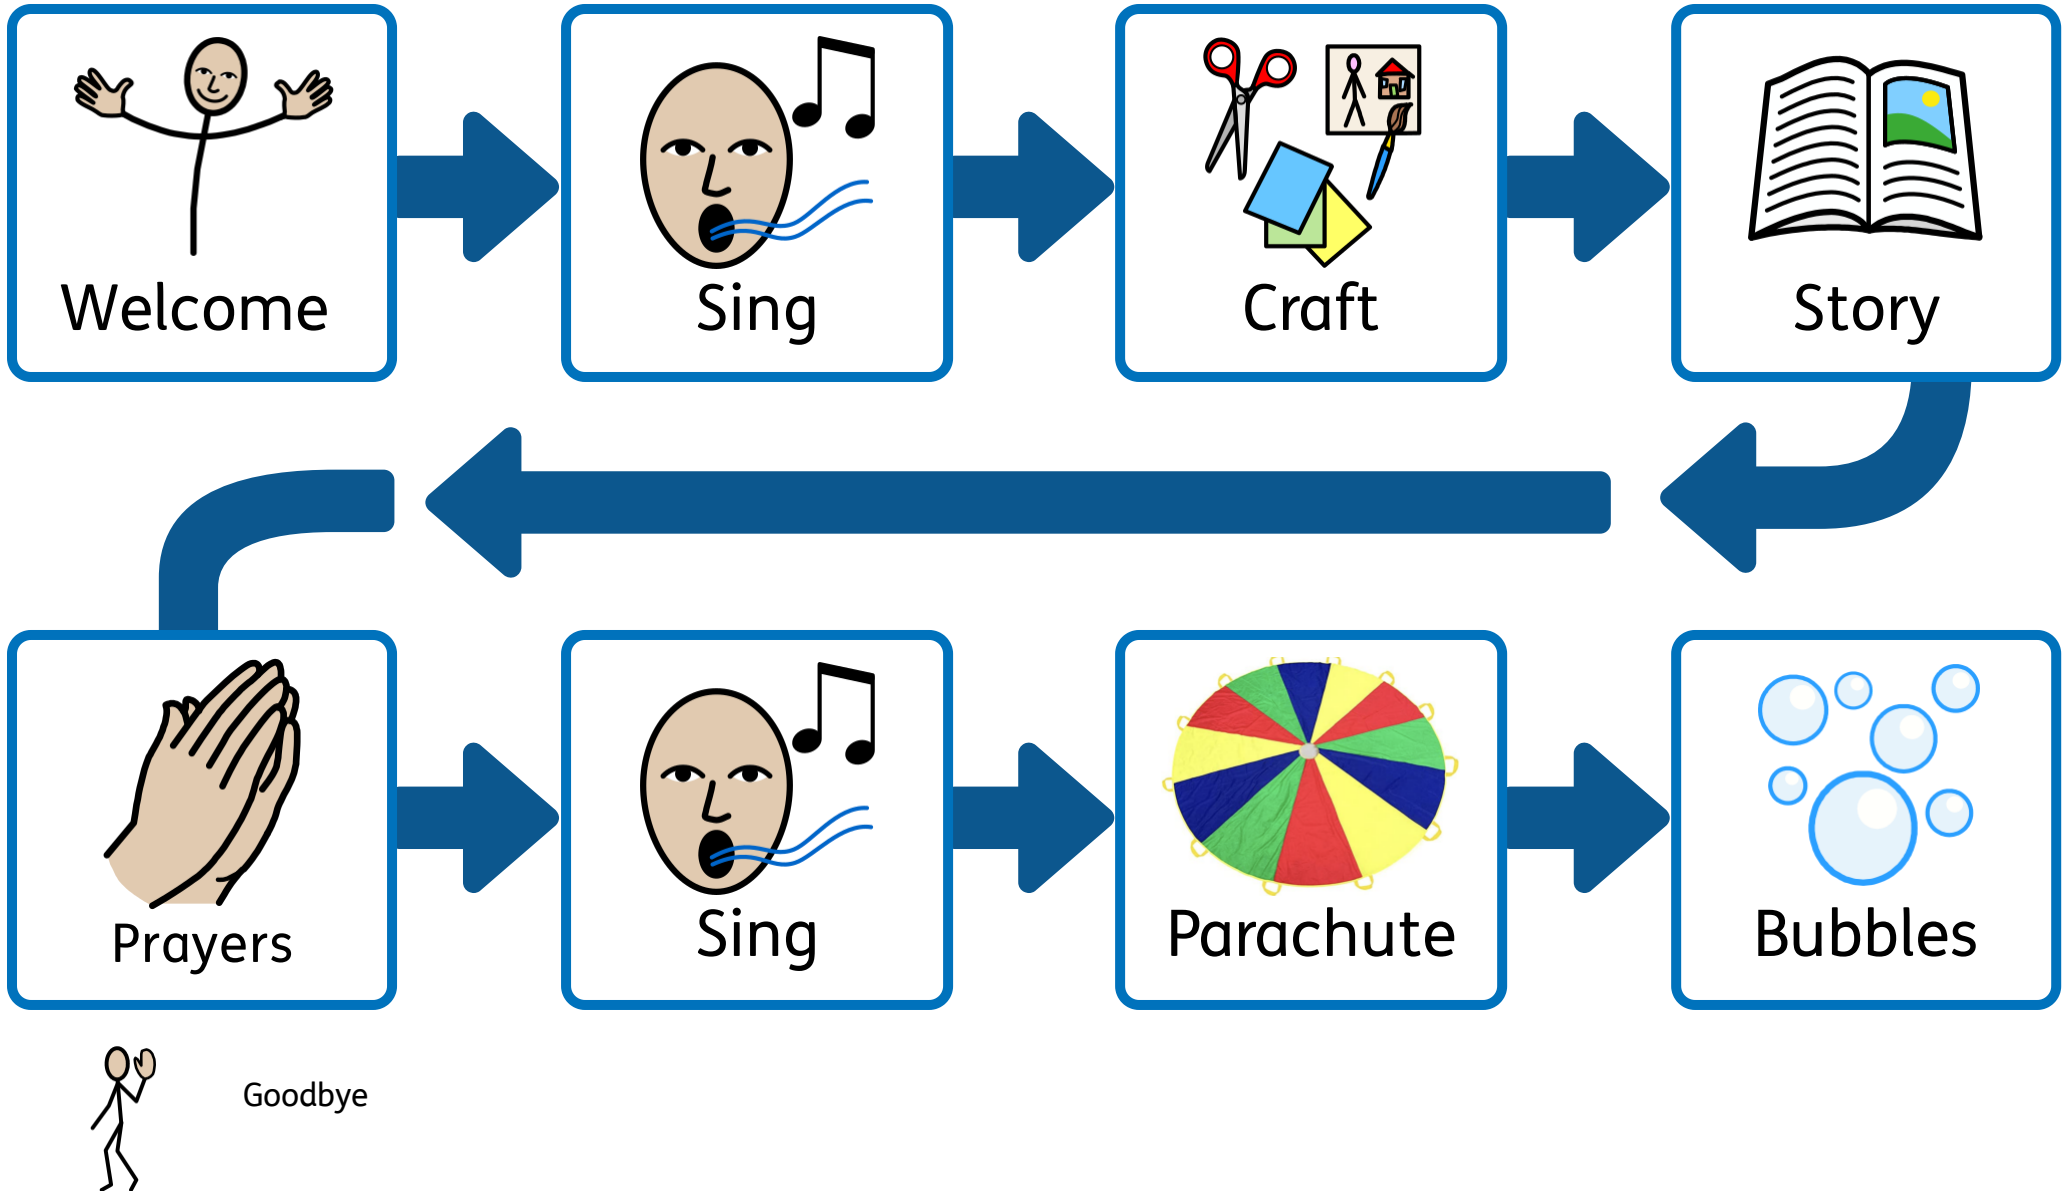 Welcome
Sing
Craft
Story
Prayers
Sing
Parachute
Bubbles
Goodbye